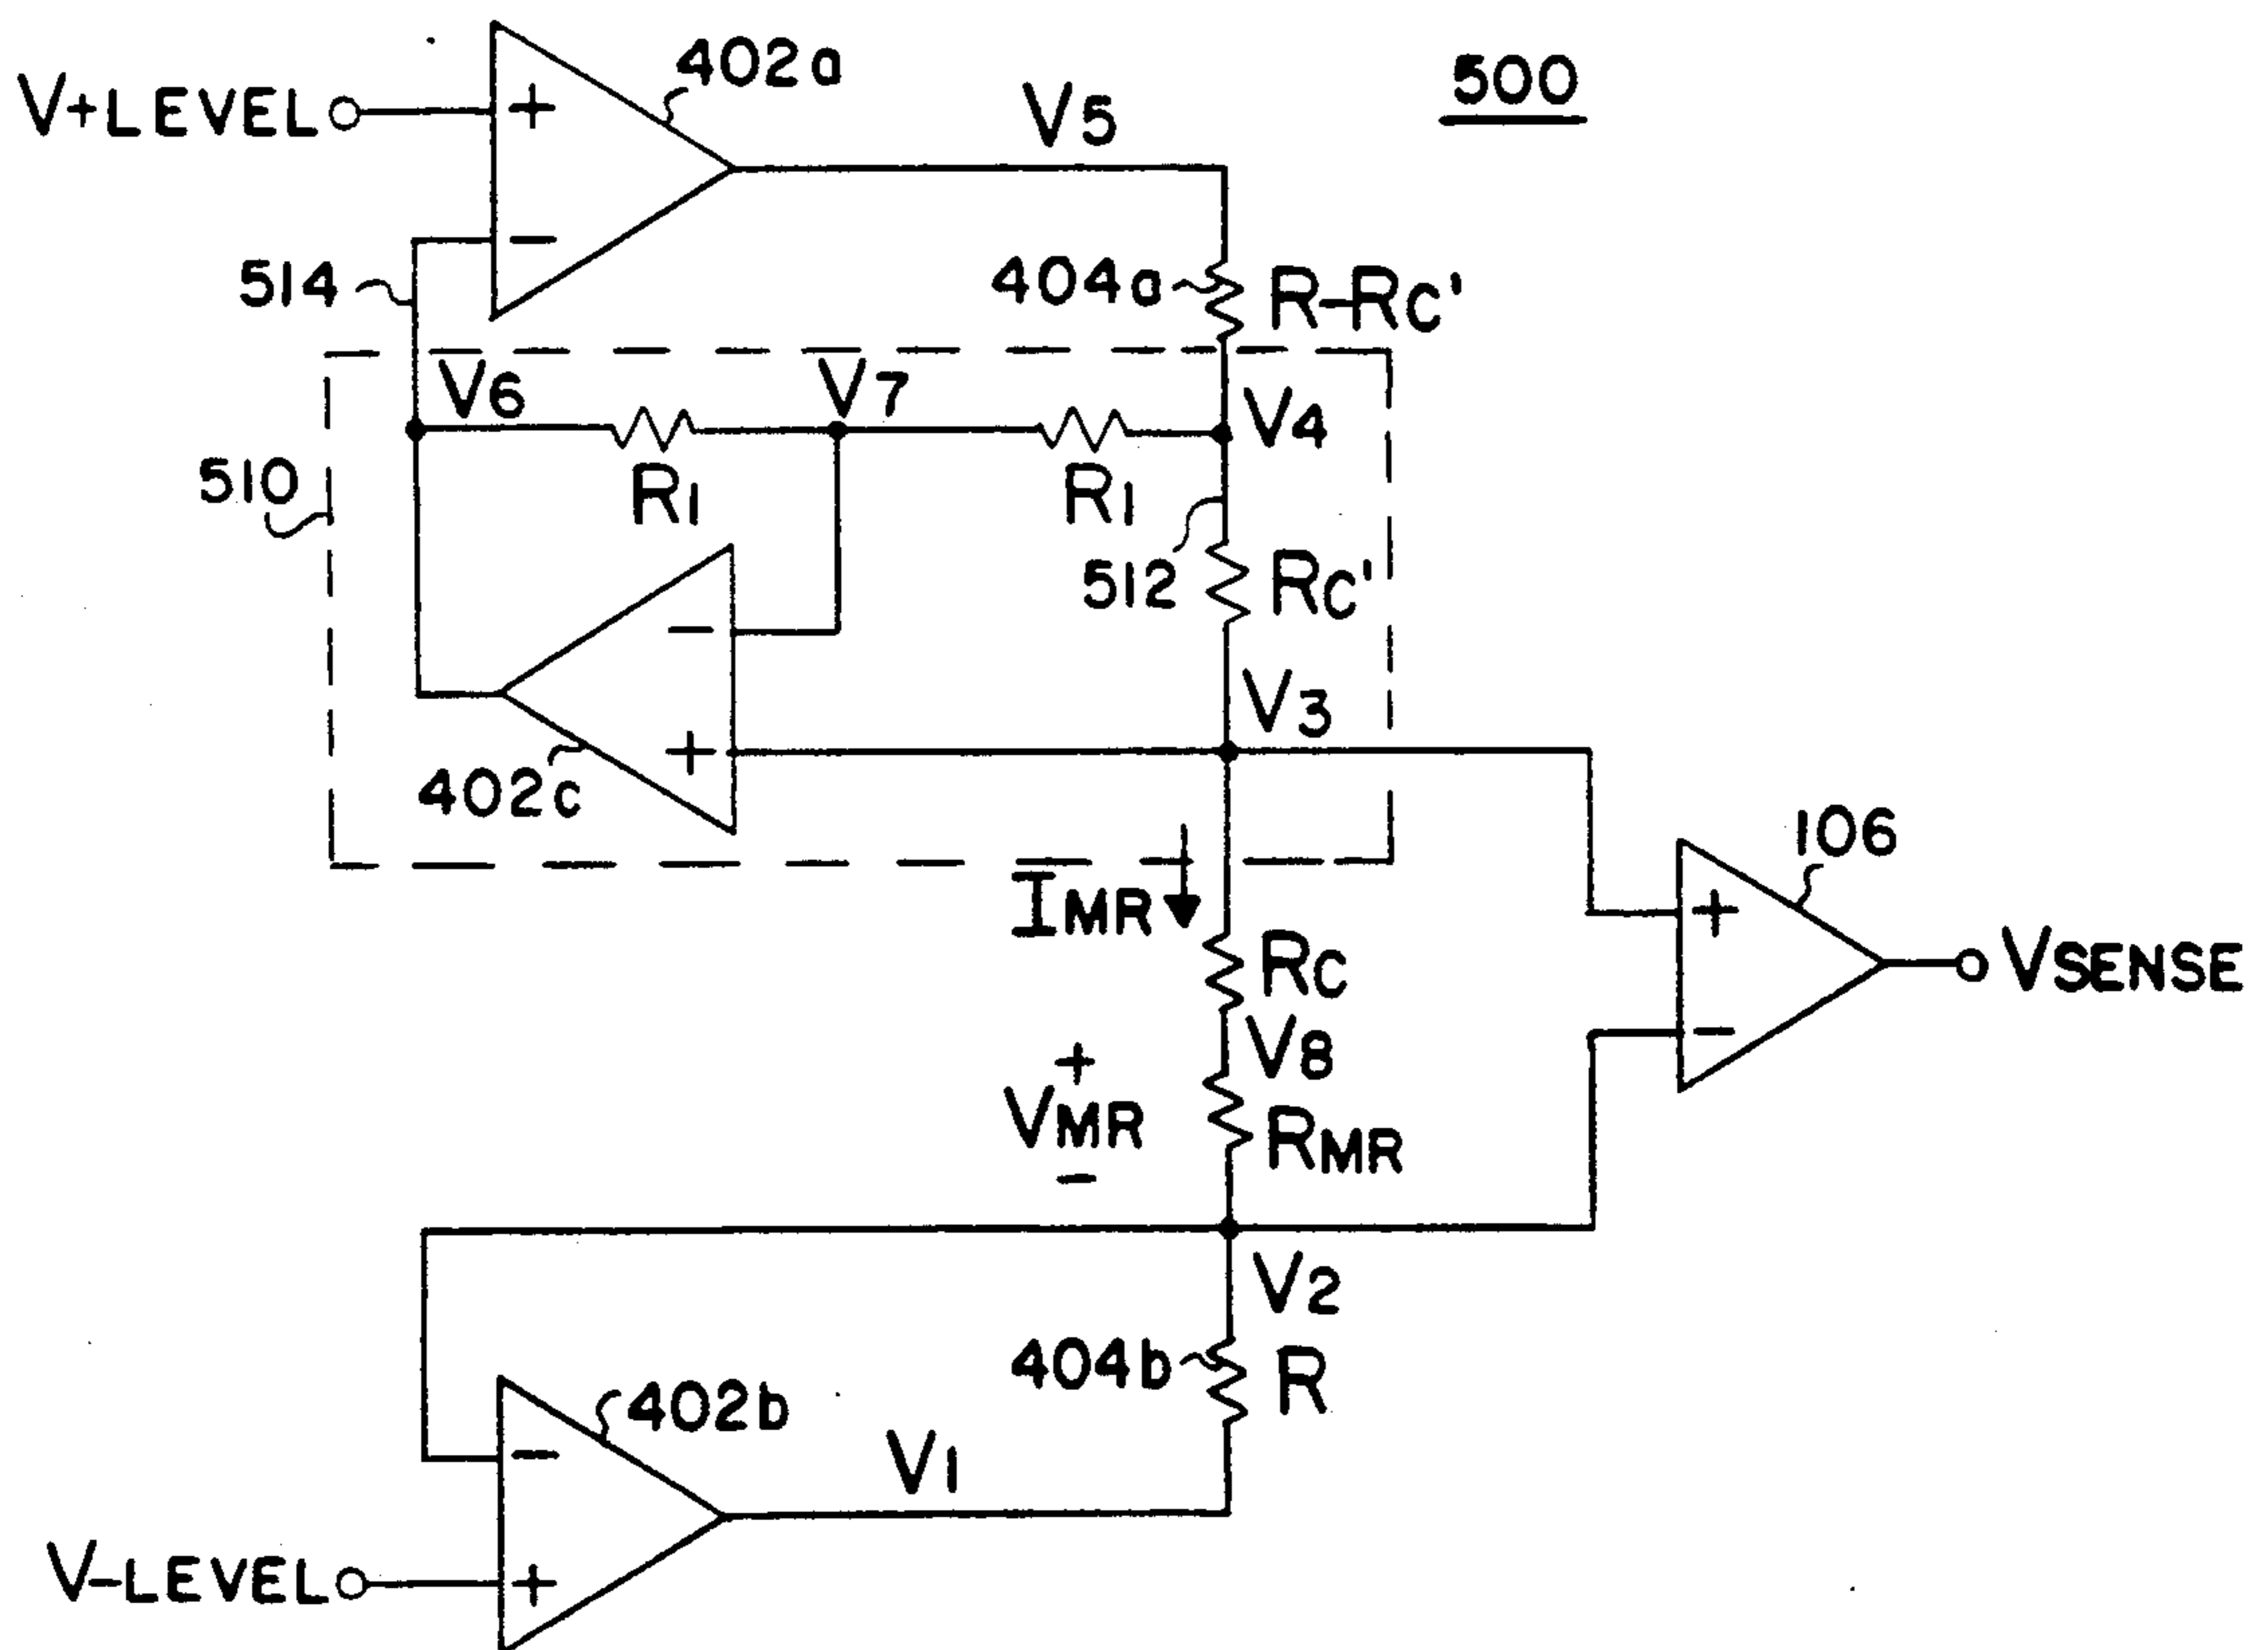 500
V+LEVEL
+
402a
V5
-
514
404a
R-RC'
V6
V7
V4
510
R1
R1
512
RC'
-
V3
+
402c
106
IMR
+
RC
VSENSE
V8
-
+
VMR
RMR
-
V2
404b
R
402b
-
V1
V-LEVEL
+